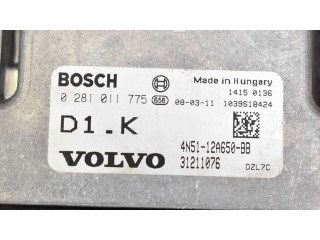 BOSCH Made in Hungary
1415 0136
0 281 011 775 658 08-03-11 1039S18424
D1.K
VOLVO 4N51-12A650-BB
31211076 DZL7C